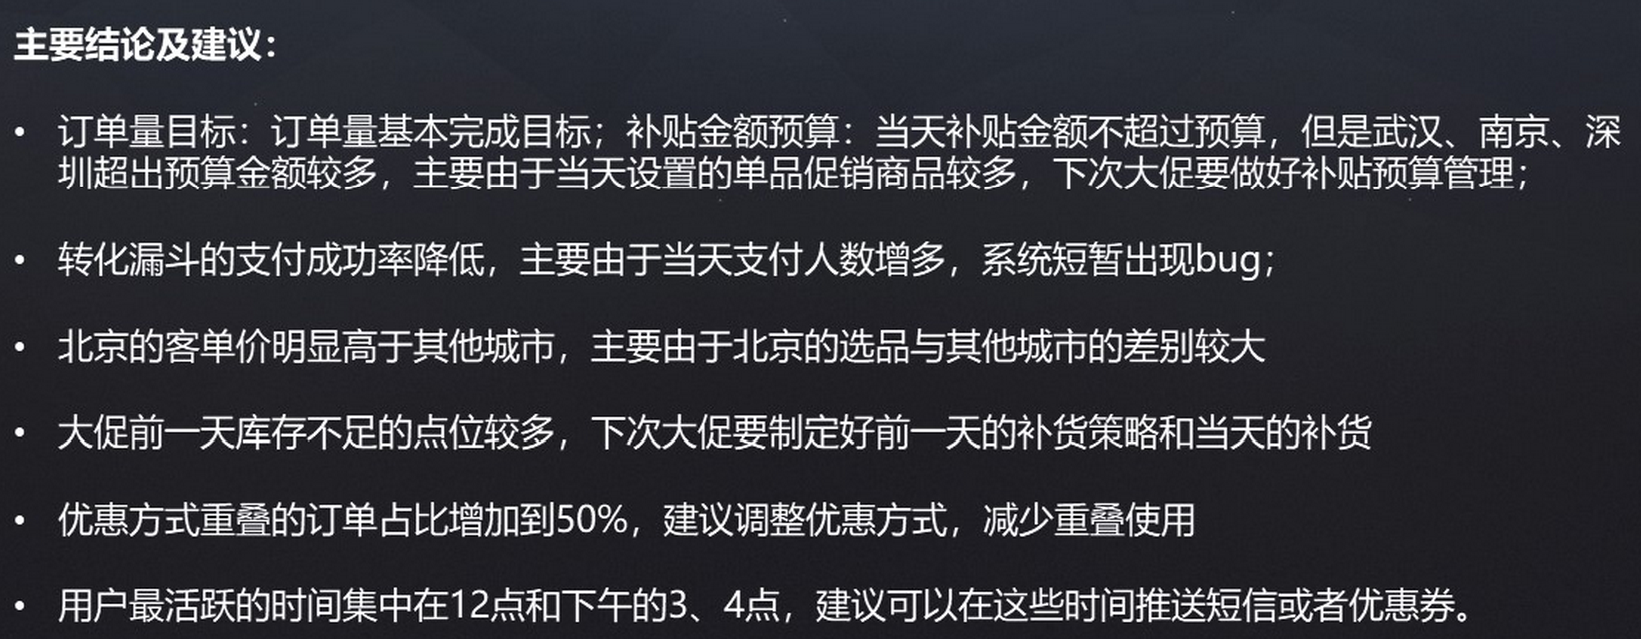 主要结论及建议：
• 订单量目标：订单量基本完成目标；补贴金额预算：当天补贴金额不超过预算，但是武汉、南京、深
圳超出预算金额较多，主要由于当天设置的单品促销商品较多，下次大促要做好补贴预算管理；
• 转化漏斗的支付成功率降低，主要由于当天支付人数增多，系统短暂出现bug；
• 北京的客单价明显高于其他城市，主要由于北京的选品与其他城市的差别较大
• 大促前一天库存不足的点位较多，下次大促要制定好前一天的补货策略和当天的补货
• 优惠方式重叠的订单占比增加到50%，建议调整优惠方式，减少重叠使用
• 用户最活跃的时间集中在12点和下午的3、4点，建议可以在这些时间推送短信或者优惠券。